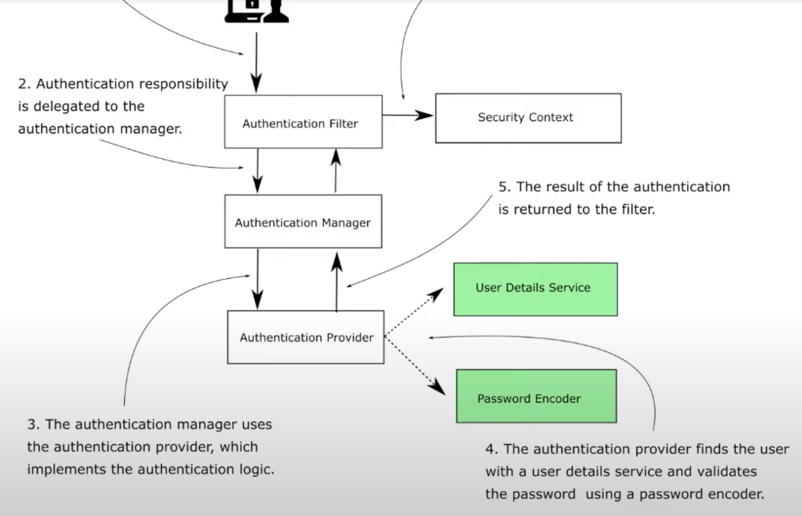 2. Authentication responsibility
is delegated to the
authentication manager.
Authentication Filter
Security Context
5. The result of the authentication
is returned to the filter.
Authentication Manager
User Details Service
Authentication Provider
Password Encoder
3. The authentication manager uses
the authentication provider, which
implements the authentication logic.
4. The authentication provider finds the user
with a user details service and validates
the password using a password encoder.